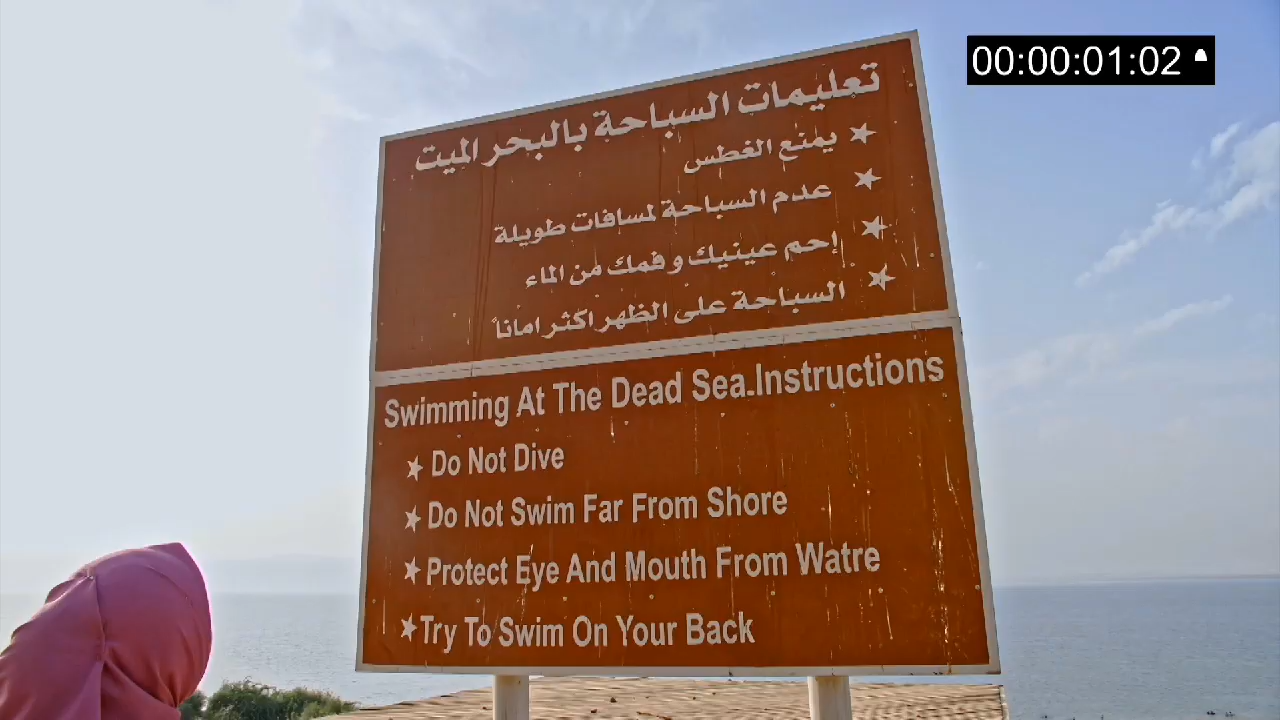 00:00:01:02
تعليمات السباحة بالبحر الميت
★ يمنع الغطس
★ عدم السباحة لمسافات طويلة
★ إحم عينيك و فمك من الماء
★ السباحة على الظهر اكثر اماناً
Swimming At The Dead Sea.Instructions
★ Do Not Dive
★ Do Not Swim Far From Shore
★ Protect Eye And Mouth From Watre
★ Try To Swim On Your Back